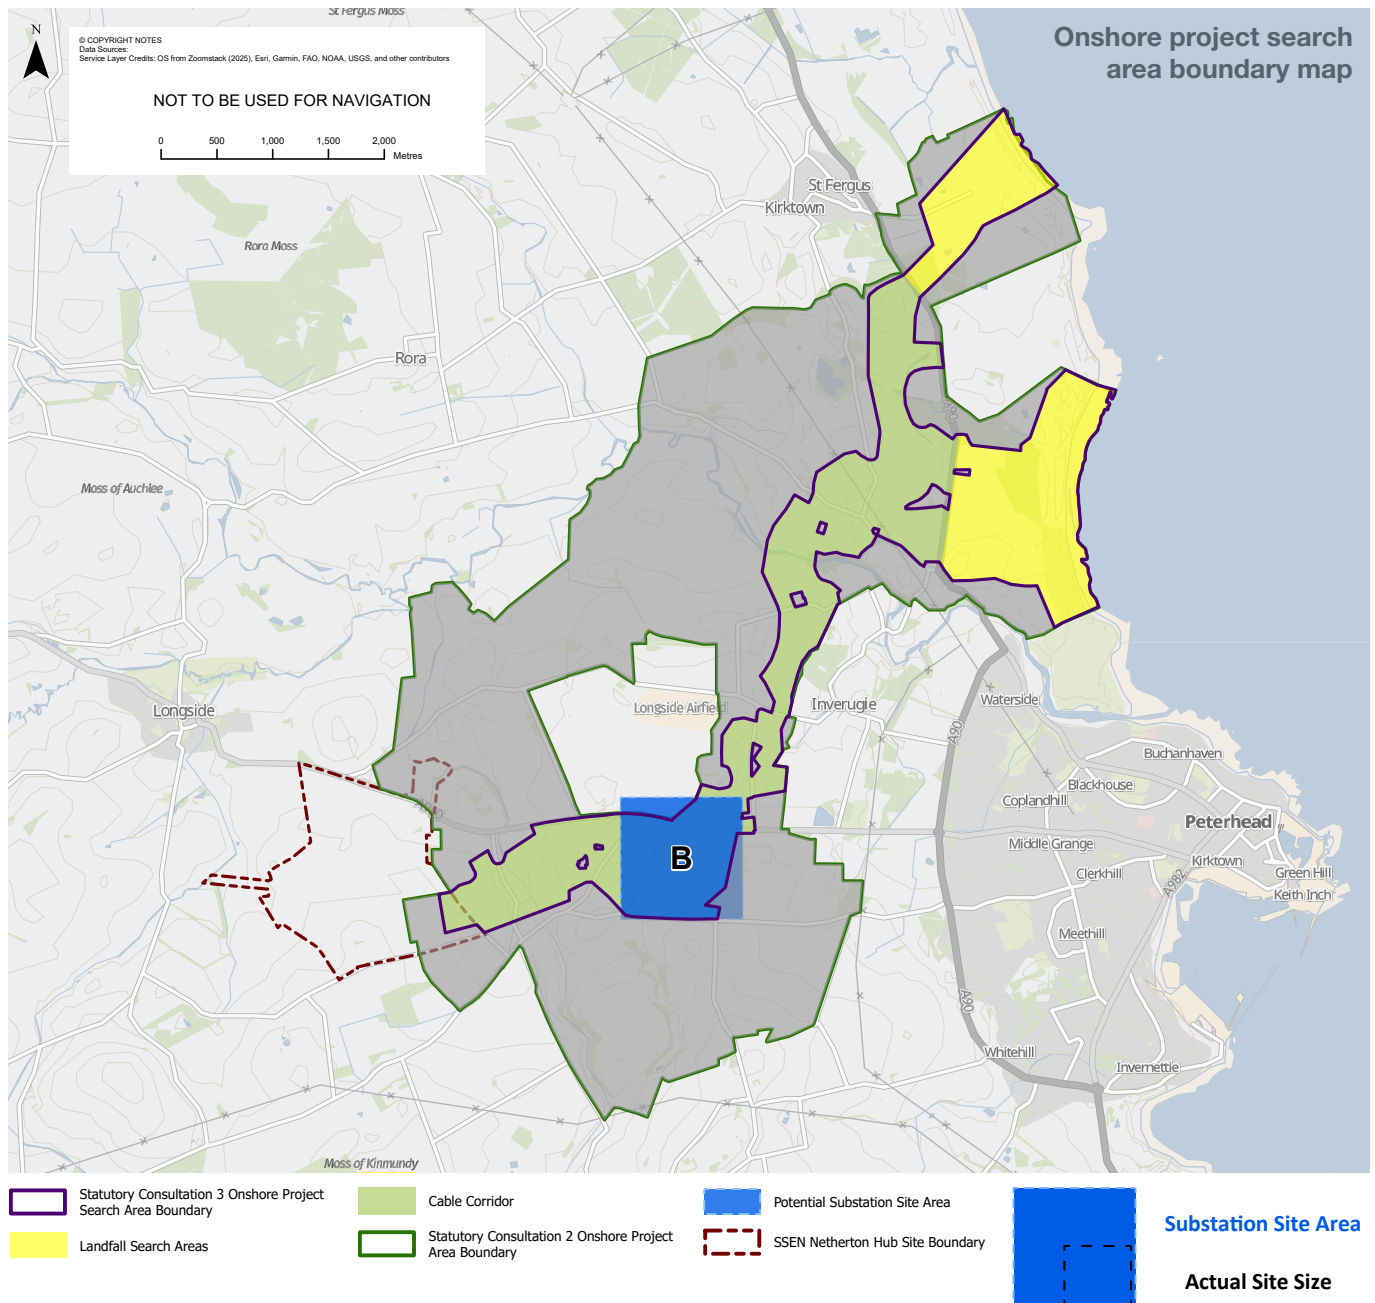 St Fergus Moss
N
© COPYRIGHT NOTES
Data Sources:
Service Layer Credits: OS from Zoomstack (2025), Esri, Garmin, FAO, NOAA, USGS, and other contributors
NOT TO BE USED FOR NAVIGATION
0 500 1,000 1,500 2,000
Metres
Onshore project search
area boundary map
St Fergus
Kirktown
Rora Moss
Rora
A90
Moss of Auchlee
Longside
Longside Airfield
Inverugie
Waterside
A90
Buchanhaven
Blackhouse
Coplandhill
Peterhead
Middle Grange
Kirktown
Clerkhill
Green Hill
A982
Keith Inch
B
Meethill
A90
Whitehill
Invernettie
Moss of Kinmundy
Statutory Consultation 3 Onshore Project
Search Area Boundary
Landfall Search Areas
Cable Corridor
Statutory Consultation 2 Onshore Project
Area Boundary
Potential Substation Site Area
SSEN Netherton Hub Site Boundary
Substation Site Area
Actual Site Size